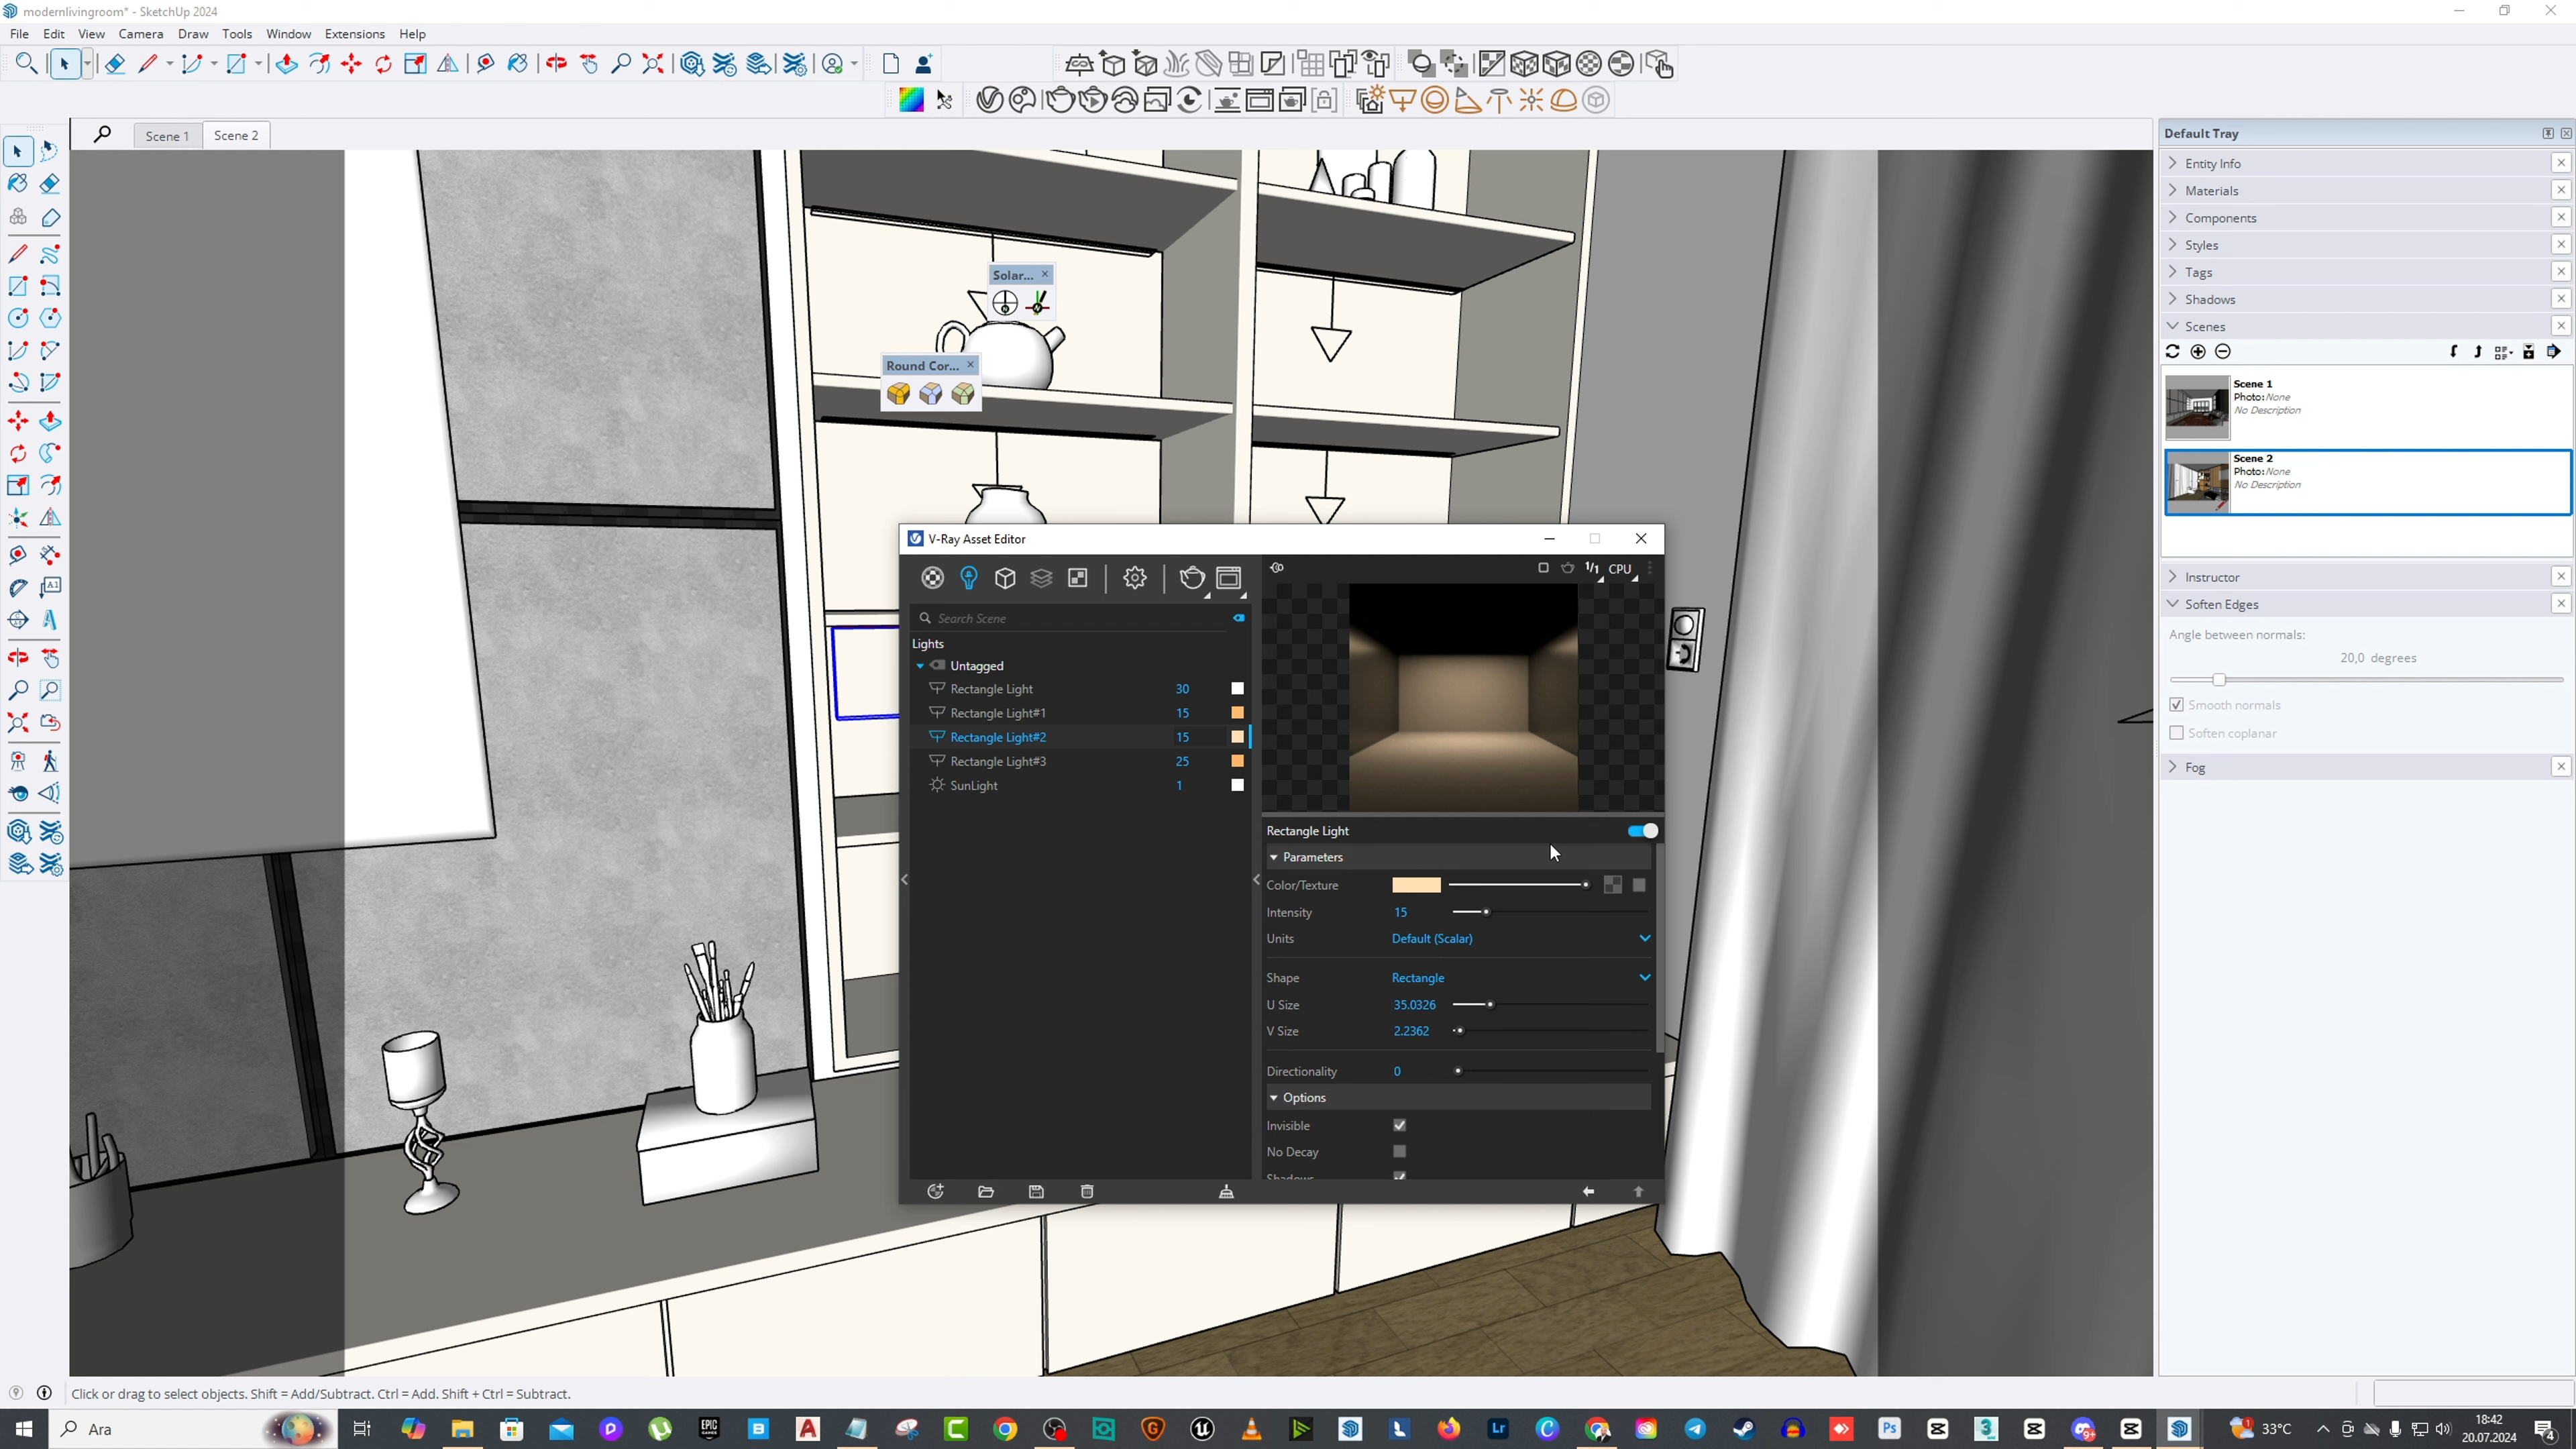 modernlivingroom* - SketchUp 2024
File Edit View Camera Draw Tools Window Extensions Help
Scene 1 Scene 2
Solar...
Round Cor...
Default Tray
Entity Info
Materials
Components
Styles
Tags
Shadows
Scenes
Scene 1
Photo: None
No Description
Scene 2
Photo: None
No Description
Instructor
Soften Edges
Angle between normals:
20,0 degrees
Smooth normals
Soften coplanar
Fog
V-Ray Asset Editor
1/1 CPU
Search Scene
Lights
Untagged
Rectangle Light 30
Rectangle Light#1 15
Rectangle Light#2 15
Rectangle Light#3 25
SunLight 1
Rectangle Light
Parameters
Color/Texture
Intensity 15
Units Default (Scalar)
Shape Rectangle
U Size 35.0326
V Size 2.2362
Directionality 0
Options
Invisible
No Decay
Shadows
Click or drag to select objects. Shift = Add/Subtract. Ctrl = Add. Shift + Ctrl = Subtract.
Ara
33°C
18:42
20.07.2024